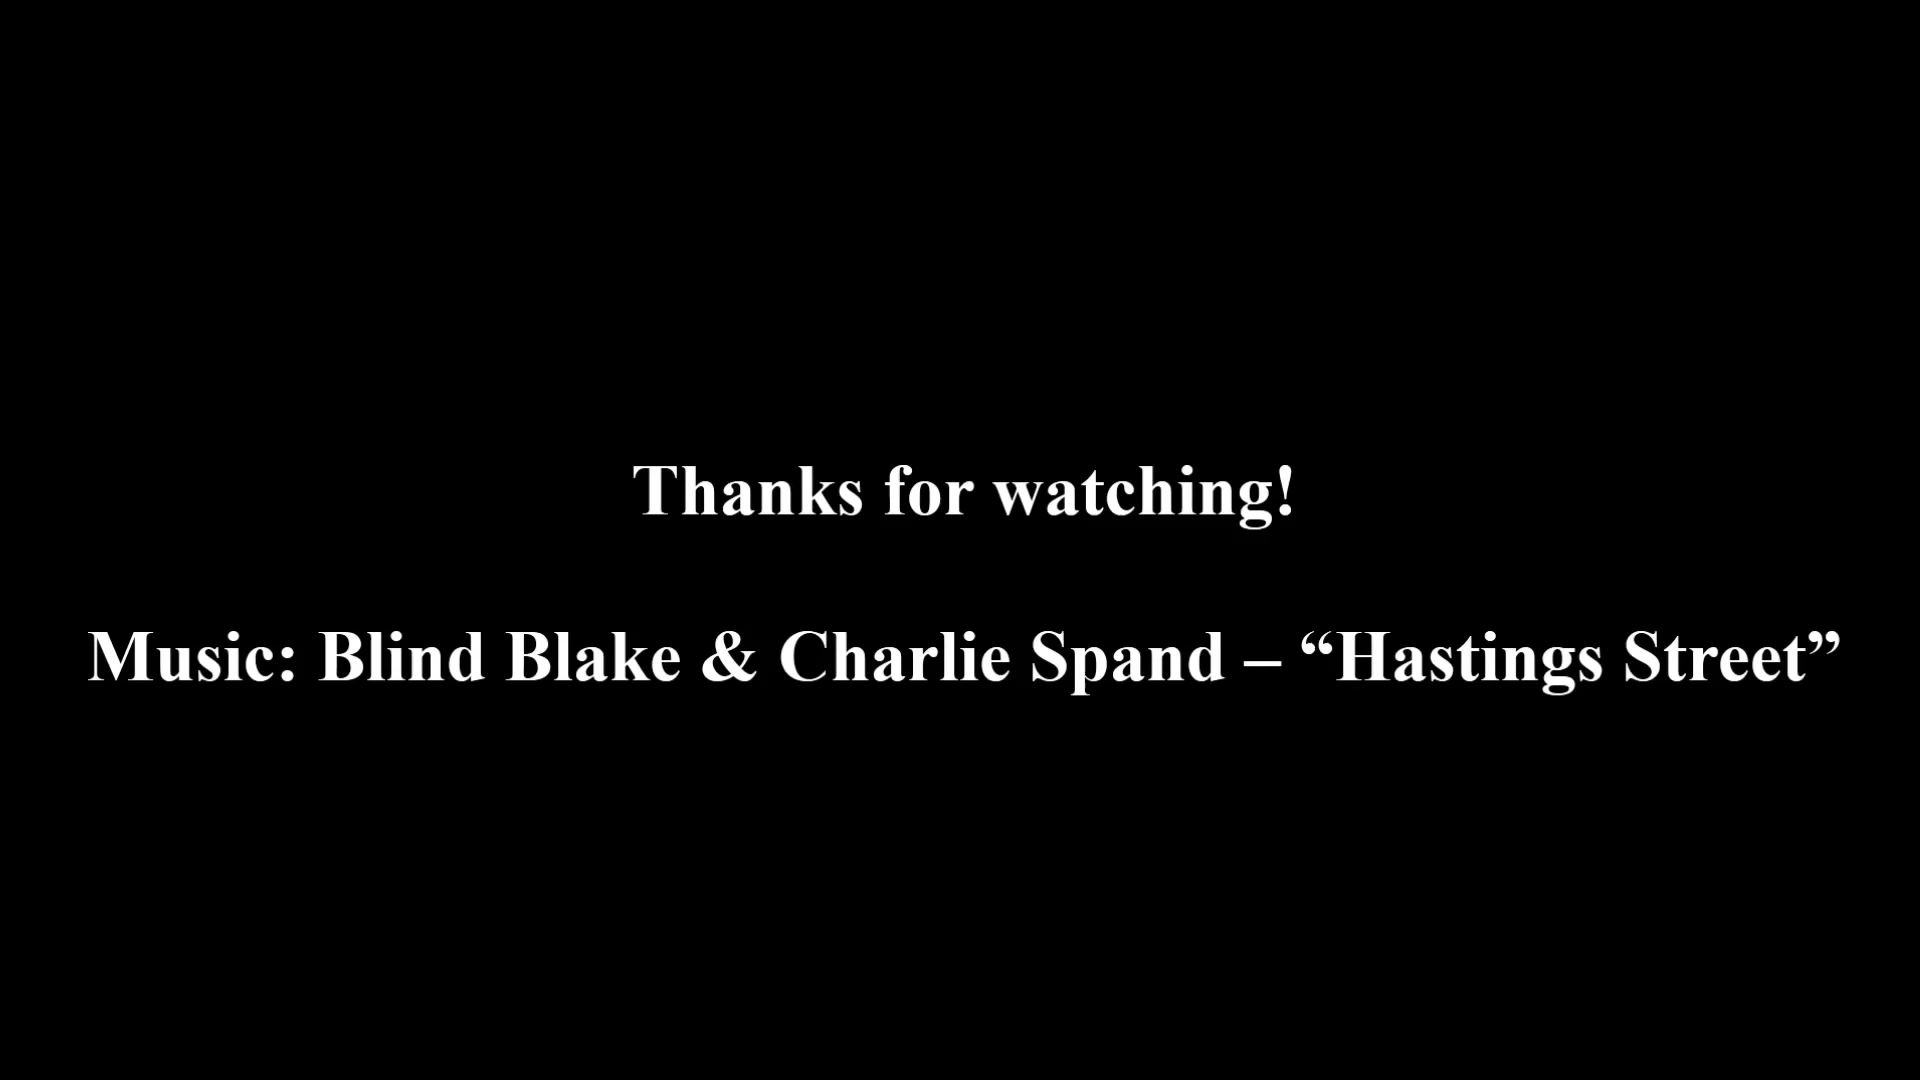 Thanks for watching!
Music: Blind Blake & Charlie Spand – “Hastings Street”